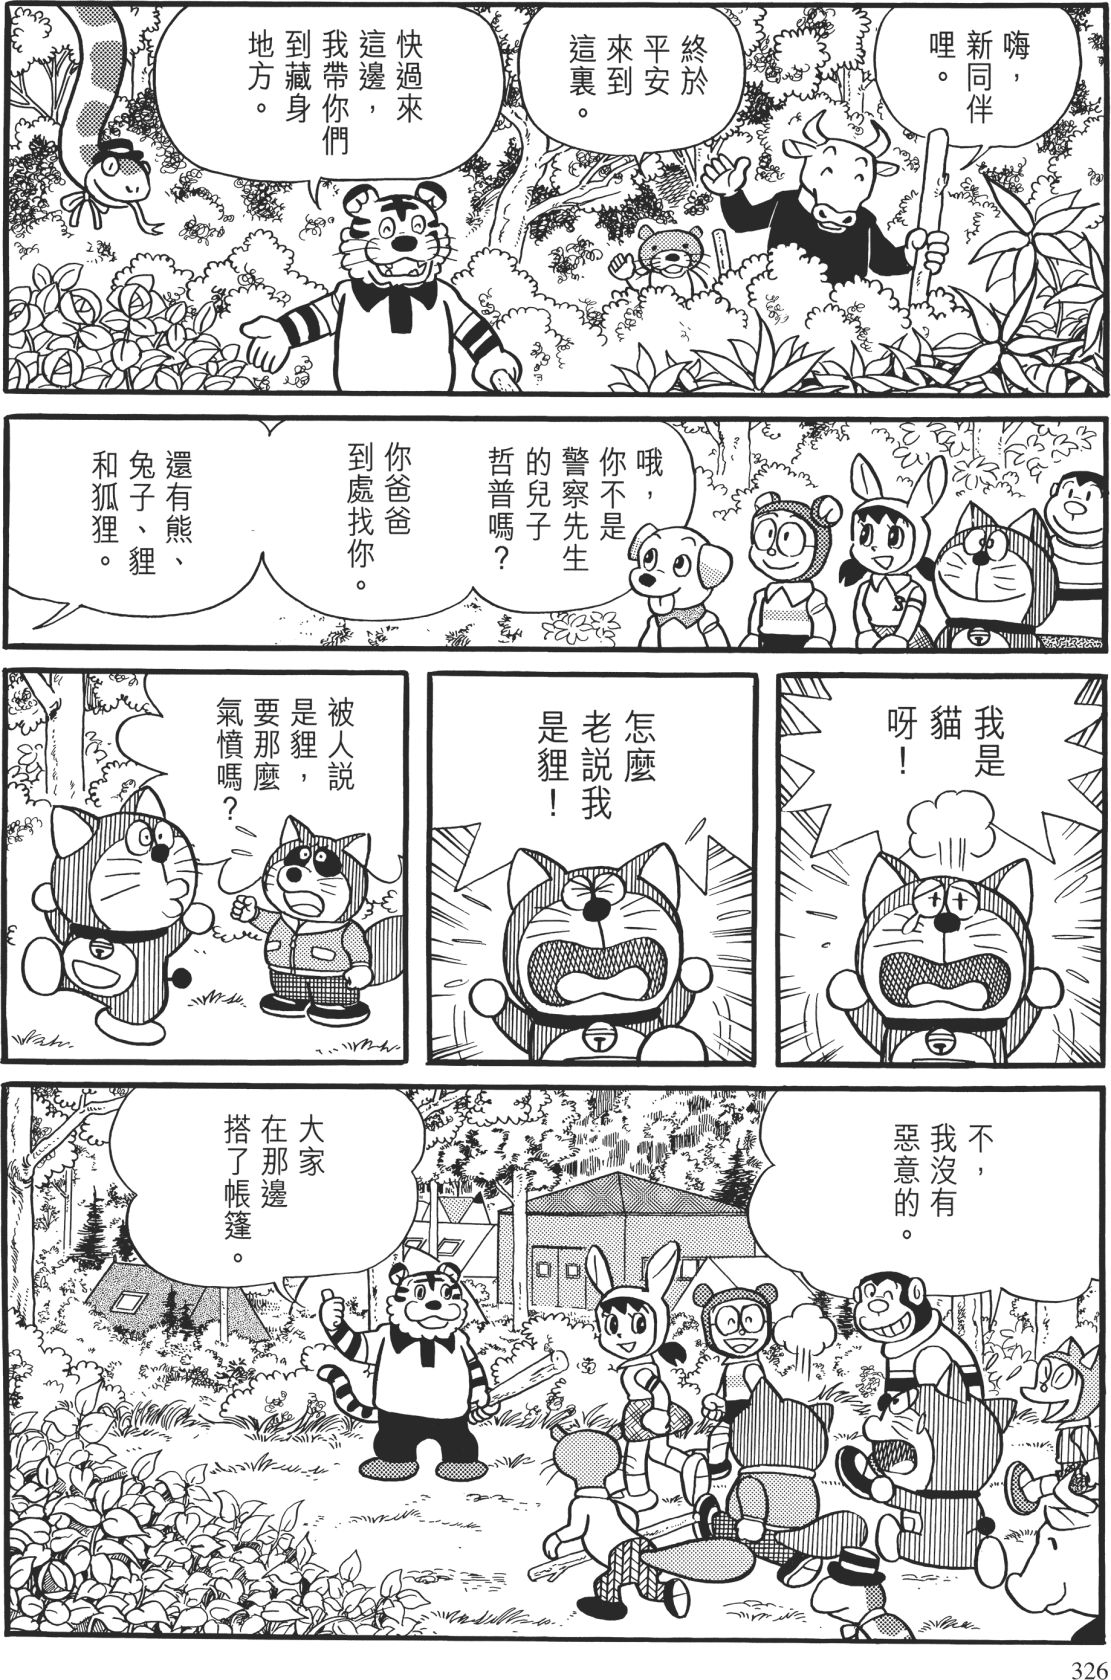 嗨，
新同伴
哩。
終於
平安
來到
這裏。
快過來
這邊，
我帶你們
到藏身
地方。
哦，
你不是
警察先生
的兒子
哲普嗎？
你爸爸
到處找你。
還有熊、
兔子、貍
和狐狸。
我是
貓
呀！
怎麼
老說我
是貍！
被人說
是貍，
要那麼
氣憤嗎？
不，
我沒有
惡意的。
大家
在那邊
搭了帳篷。
326